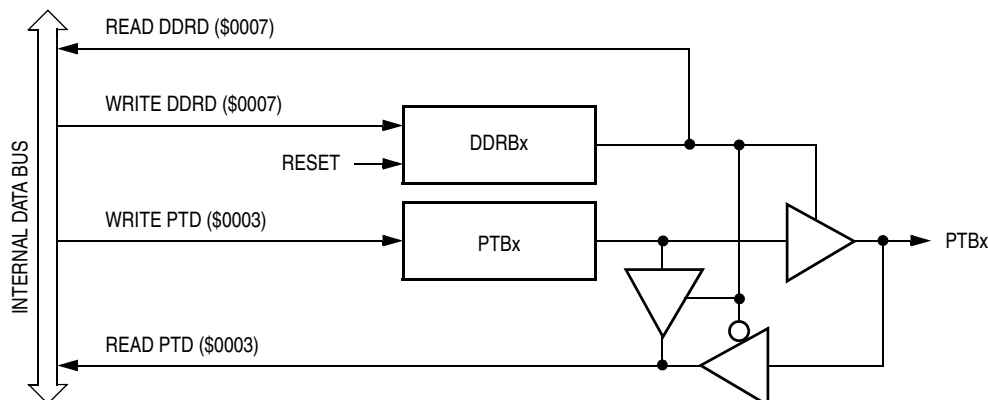 READ DDRD ($0007)
WRITE DDRD ($0007)
DDRBx
RESET
INTERNAL DATA BUS
WRITE PTD ($0003)
PTBx
PTBx
READ PTD ($0003)